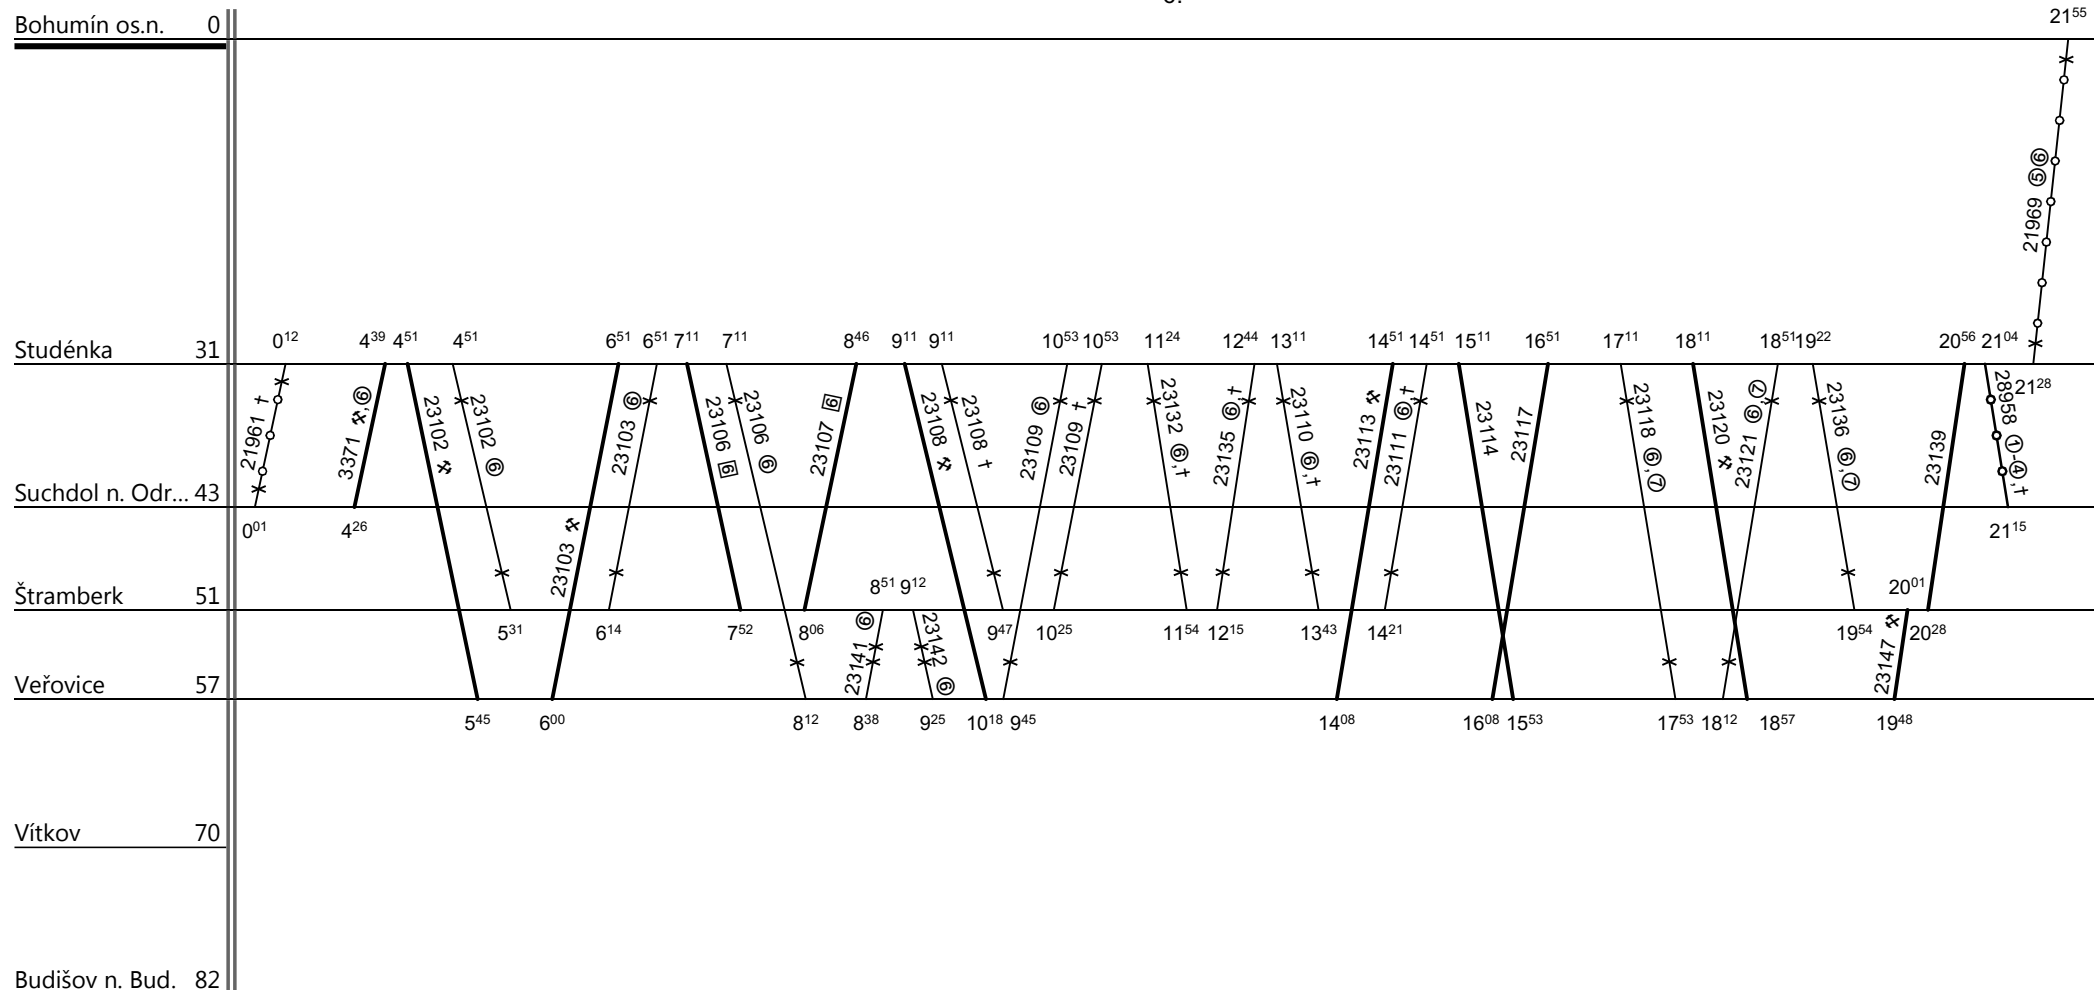 Bohumín os.n. 0
21⁵⁵
21969 ⑤⑥
Studénka 31
0¹² 4³⁹ 4⁵¹ 4⁵¹ 6⁵¹ 6⁵¹ 7¹¹ 7¹¹ 8⁴⁶ 9¹¹ 9¹¹ 10⁵³ 10⁵³ 11²⁴ 12⁴⁴ 13¹¹ 14⁵¹ 14⁵¹ 15¹¹ 16⁵¹ 17¹¹ 18¹¹ 18⁵¹ 19²² 20⁵⁶ 21⁰⁴
21²⁸
21961 †
3371 ⚒,⑥
23102 ⚒
23102 ⑥
23103 ⚒
23103 ⑥
23106 6
23106 ⑥
23107 6
23108 ⚒
23108 †
23109 ⑥
23109 †
23132 ⑥,†
23135 ⑥,†
23110 ⑥,†
23113 ⚒
23111 ⑥,†
23114
23117
23118 ⑥,⑦
23120 ⚒
23121 ⑥,⑦
23136 ⑥,⑦
23139
28958 ①-④,†
Suchdol n. Odr... 43
0⁰¹ 4²⁶ 21¹⁵
8⁵¹ 9¹² 20⁰¹
Štramberk 51
5³¹ 6¹⁴ 7⁵² 8⁰⁶ 9⁴⁷ 10²⁵ 11⁵⁴ 12¹⁵ 13⁴³ 14²¹ 19⁵⁴ 20²⁸
23141 ⑥
23142 ⑥
23147 ⚒
Veřovice 57
5⁴⁵ 6⁰⁰ 8¹² 8³⁸ 9²⁵ 10¹⁸ 9⁴⁵ 14⁰⁸ 16⁰⁸ 15⁵³ 17⁵³ 18¹² 18⁵⁷ 19⁴⁸
Vítkov 70
Budišov n. Bud. 82